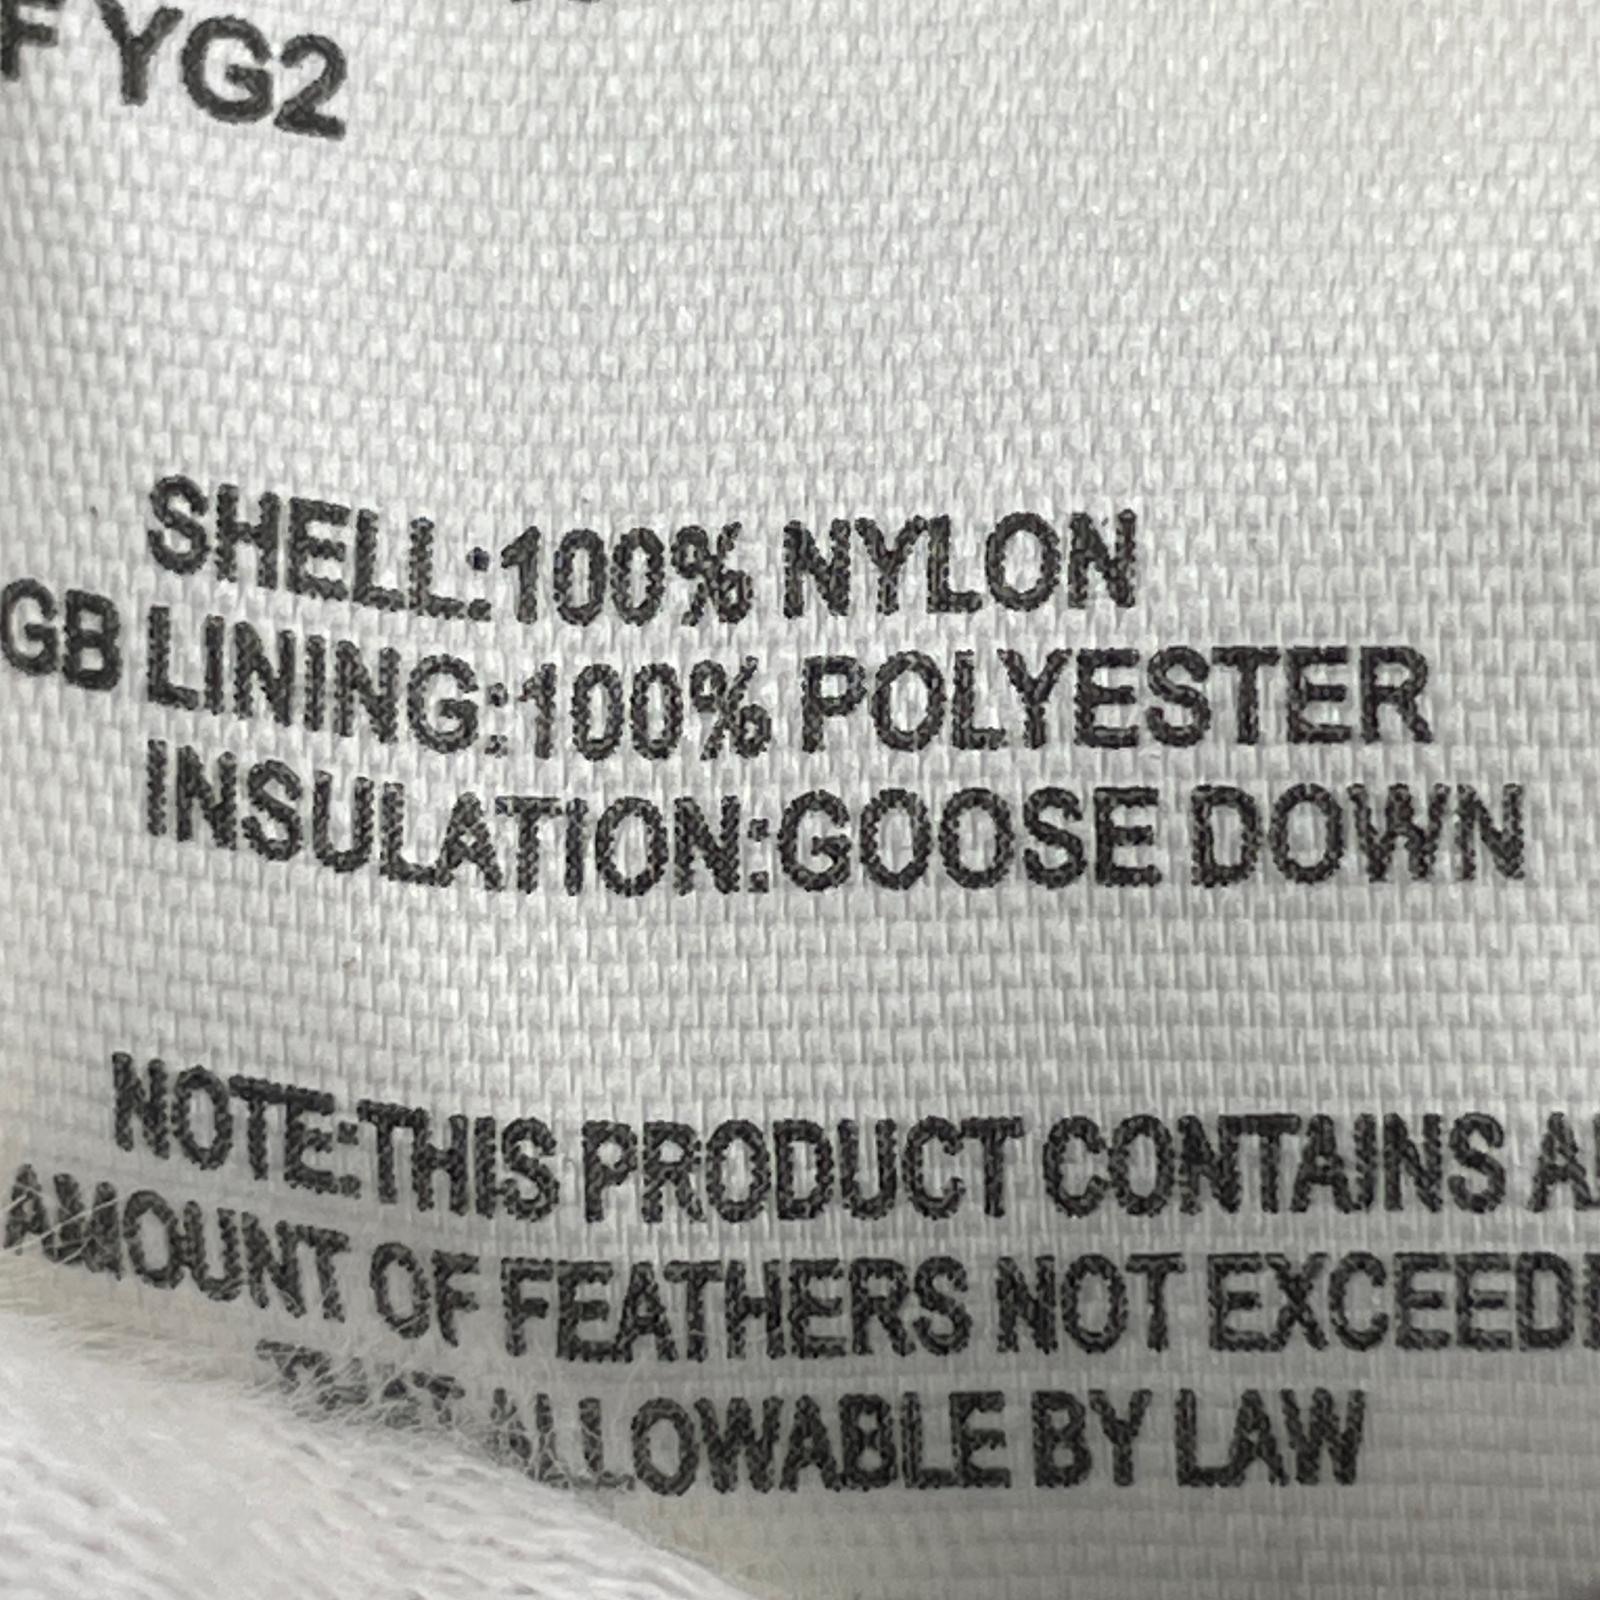 FYG2
SHELL:100% NYLON
GB LINING:100% POLYESTER
INSULATION:GOOSE DOWN
NOTE:THIS PRODUCT CONTAINS
AMOUNT OF FEATHERS NOT
ALLOWABLE BY LAW